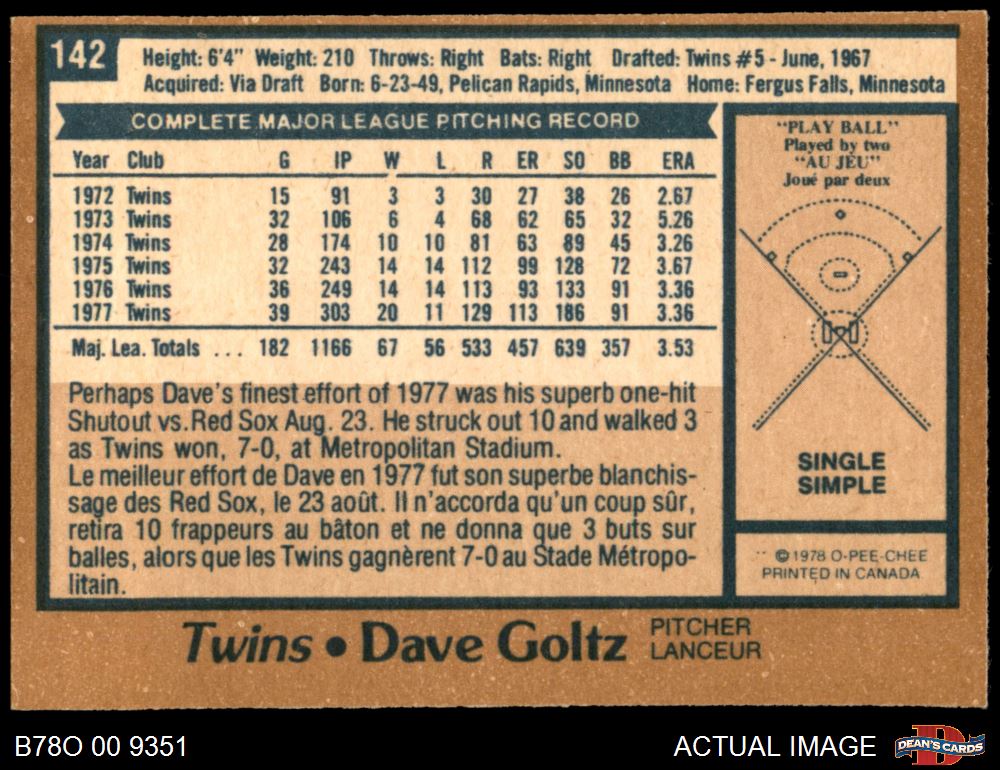 142
Height: 6'4" Weight: 210 Throws: Right Bats: Right Drafted: Twins #5 - June, 1967
Acquired: Via Draft Born: 6-23-49, Pelican Rapids, Minnesota Home: Fergus Falls, Minnesota
COMPLETE MAJOR LEAGUE PITCHING RECORD
Year Club G IP W L R ER SO BB ERA
1972 Twins 15 91 3 3 30 27 38 26 2.67
1973 Twins 32 106 6 4 68 62 65 32 5.26
1974 Twins 28 174 10 10 81 63 89 45 3.26
1975 Twins 32 243 14 14 112 99 128 72 3.67
1976 Twins 36 249 14 14 113 93 133 91 3.36
1977 Twins 39 303 20 11 129 113 186 91 3.36
Maj. Lea. Totals ... 182 1166 67 56 533 457 639 357 3.53
Perhaps Dave's finest effort of 1977 was his superb one-hit
Shutout vs. Red Sox Aug. 23. He struck out 10 and walked 3
as Twins won, 7-0, at Metropolitan Stadium.
Le meilleur effort de Dave en 1977 fut son superbe blanchis-
sage des Red Sox, le 23 août. Il n'accorda qu'un coup sûr,
retira 10 frappeurs au bâton et ne donna que 3 buts sur
balles, alors que les Twins gagnèrent 7-0 au Stade Métropo-
litain.
"PLAY BALL"
Played by two
"AU JEU"
Joué par deux
SINGLE
SIMPLE
© 1978 O-PEE-CHEE
PRINTED IN CANADA
Twins • Dave Goltz PITCHER
LANCEUR
B78O 00 9351
ACTUAL IMAGE
DEAN'S CARDS